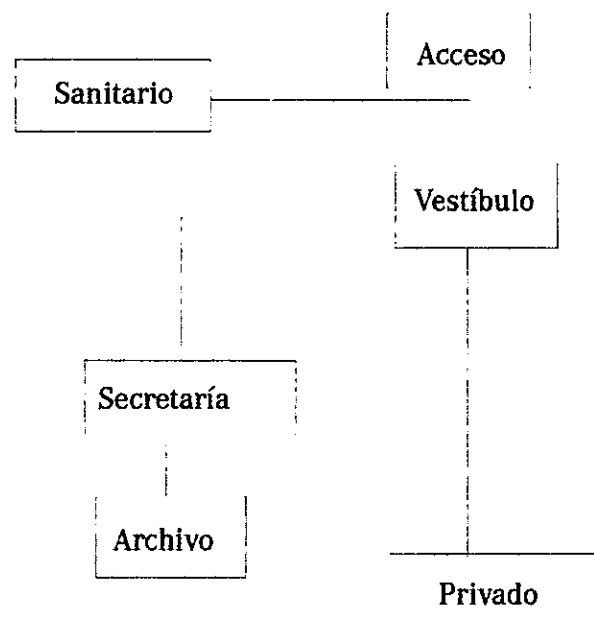 Acceso
Sanitario
Vestíbulo
Secretaría
Archivo
Privado